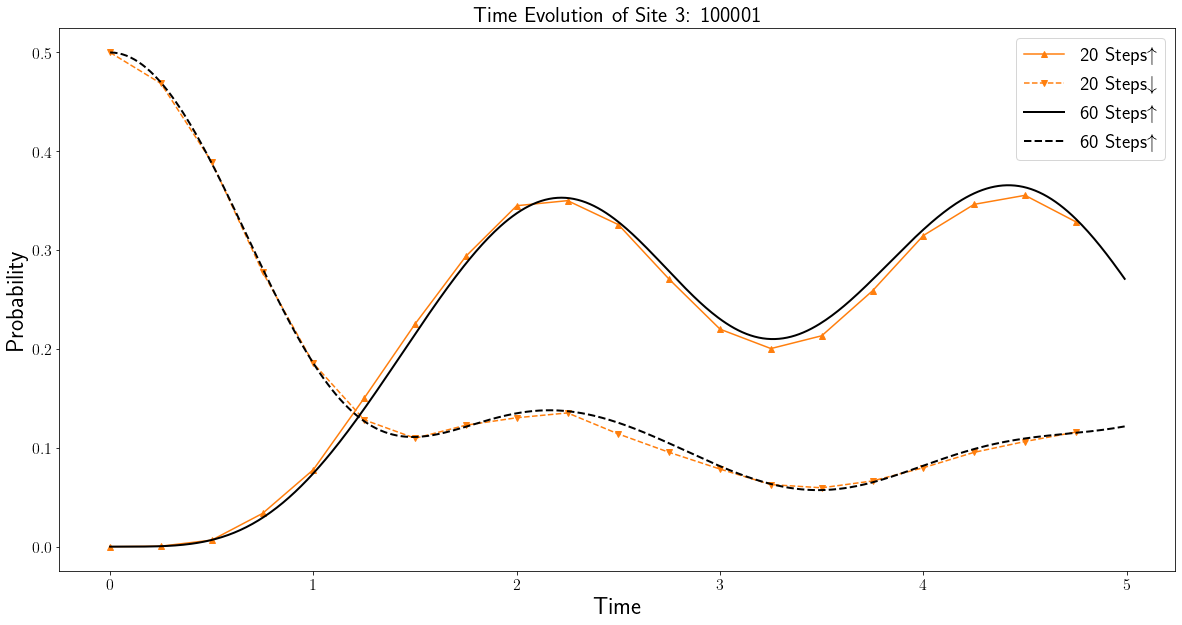 Time Evolution of Site 3: 100001
20 Steps↑
20 Steps↓
60 Steps↑
60 Steps↑
Probability
0.5
0.4
0.3
0.2
0.1
0.0
0 1 2 3 4 5
Time